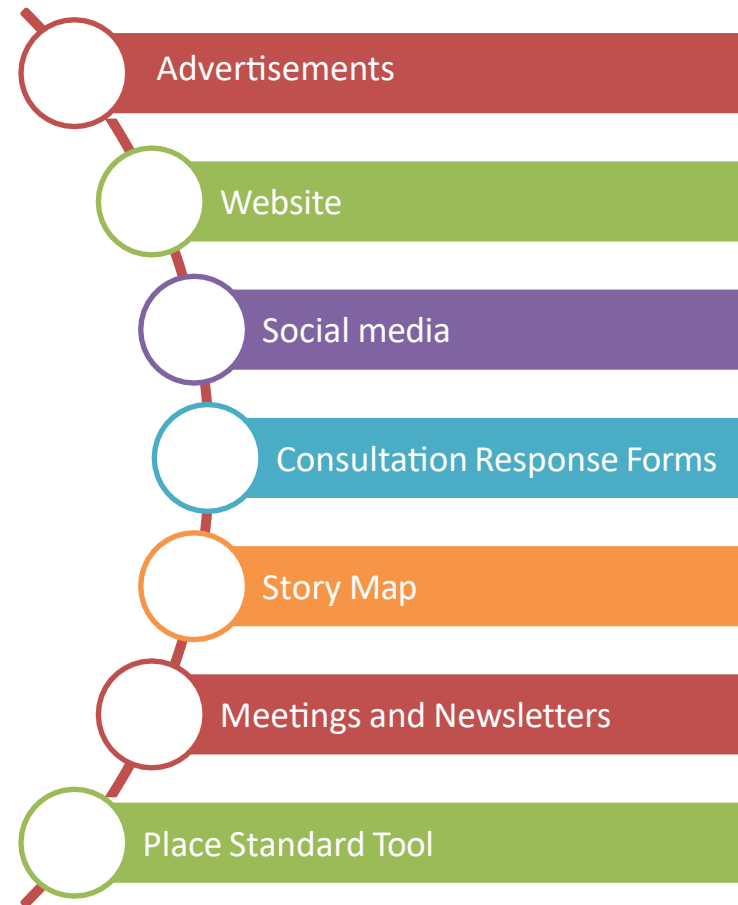 Advertisements
Website
Social media
Consultation Response Forms
Story Map
Meetings and Newsletters
Place Standard Tool